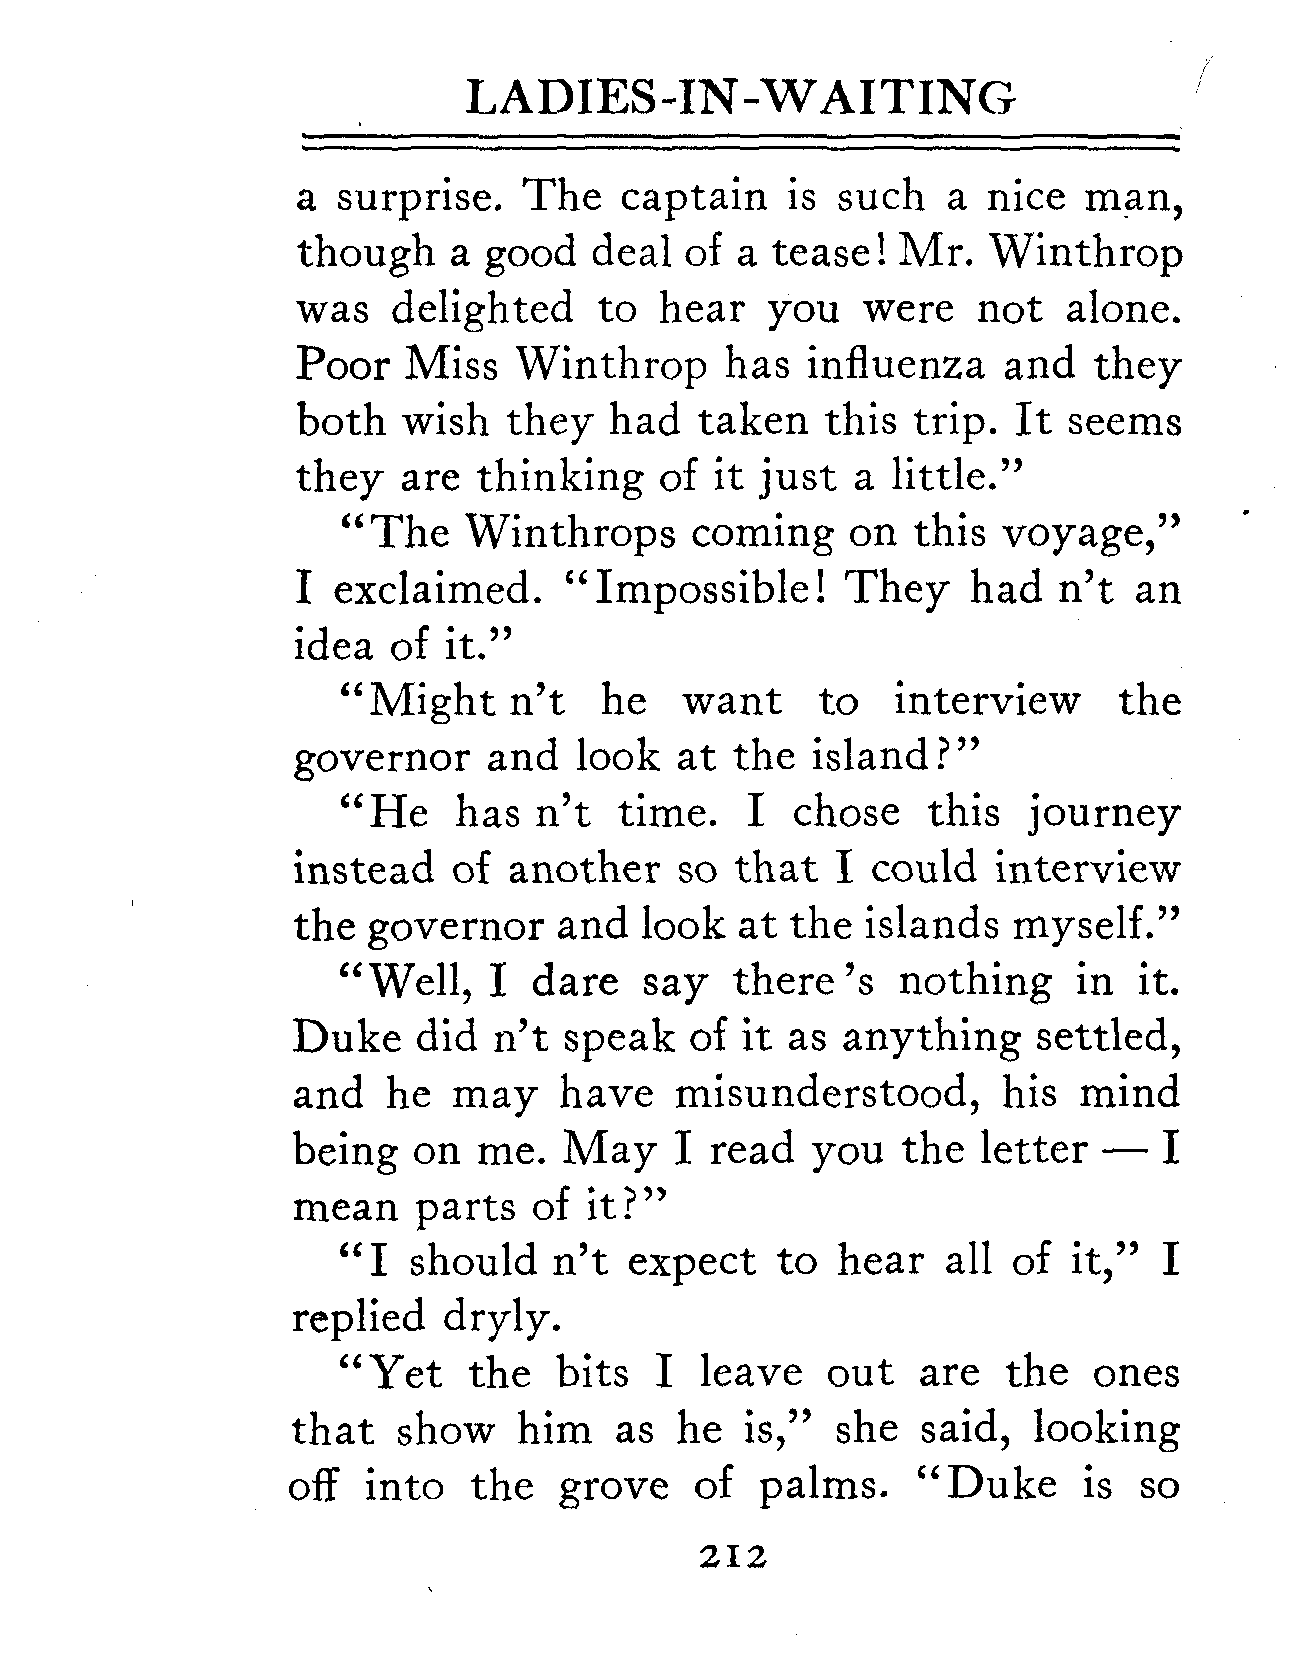 LADIES-IN-WAITING
a surprise. The captain is such a nice man,
though a good deal of a tease! Mr. Winthrop
was delighted to hear you were not alone.
Poor Miss Winthrop has influenza and they
both wish they had taken this trip. It seems
they are thinking of it just a little.”
“The Winthrops coming on this voyage,”
I exclaimed. “Impossible! They had n’t an
idea of it.”
“Might n’t he want to interview the
governor and look at the island?”
“He has n’t time. I chose this journey
instead of another so that I could interview
the governor and look at the islands myself.”
“Well, I dare say there ’s nothing in it.
Duke did n’t speak of it as anything settled,
and he may have misunderstood, his mind
being on me. May I read you the letter — I
mean parts of it?”
“I should n’t expect to hear all of it,” I
replied dryly.
“Yet the bits I leave out are the ones
that show him as he is,” she said, looking
off into the grove of palms. “Duke is so
212